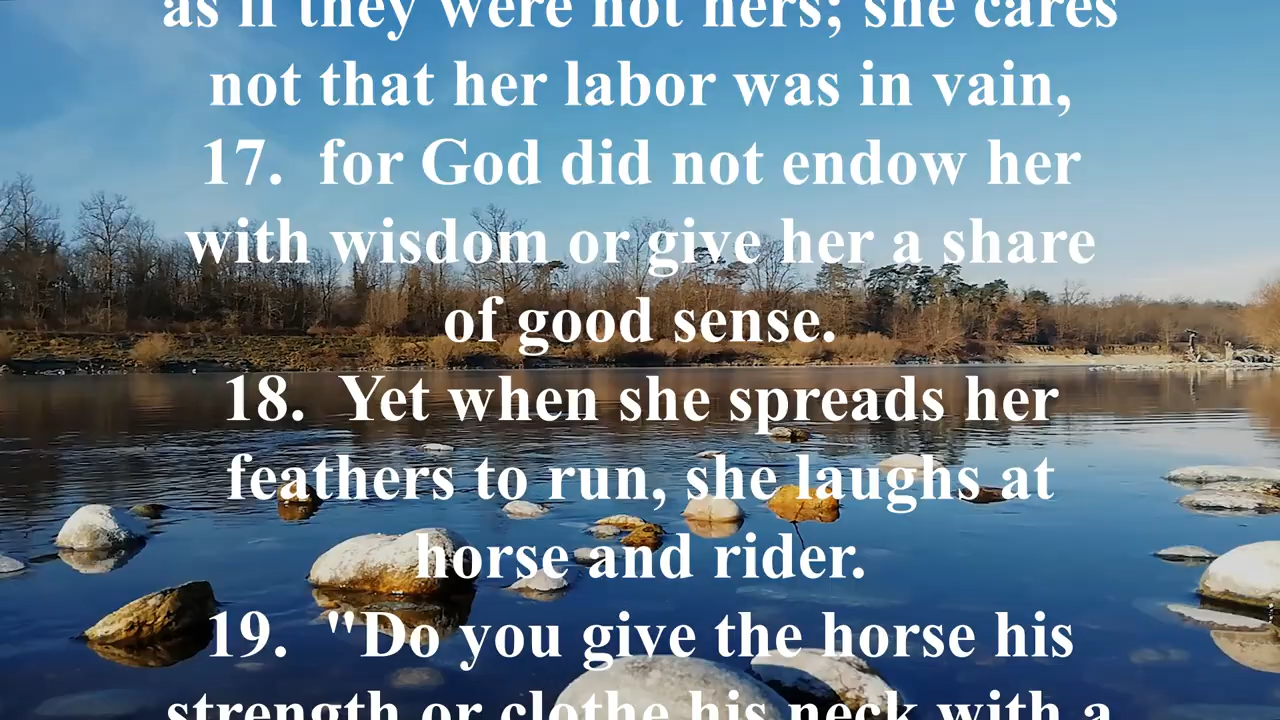 as if they were not hers; she cares
not that her labor was in vain,
17. for God did not endow her
with wisdom or give her a share
of good sense.
18. Yet when she spreads her
feathers to run, she laughs at
horse and rider.
19. "Do you give the horse his
strength or clothe his neck with a